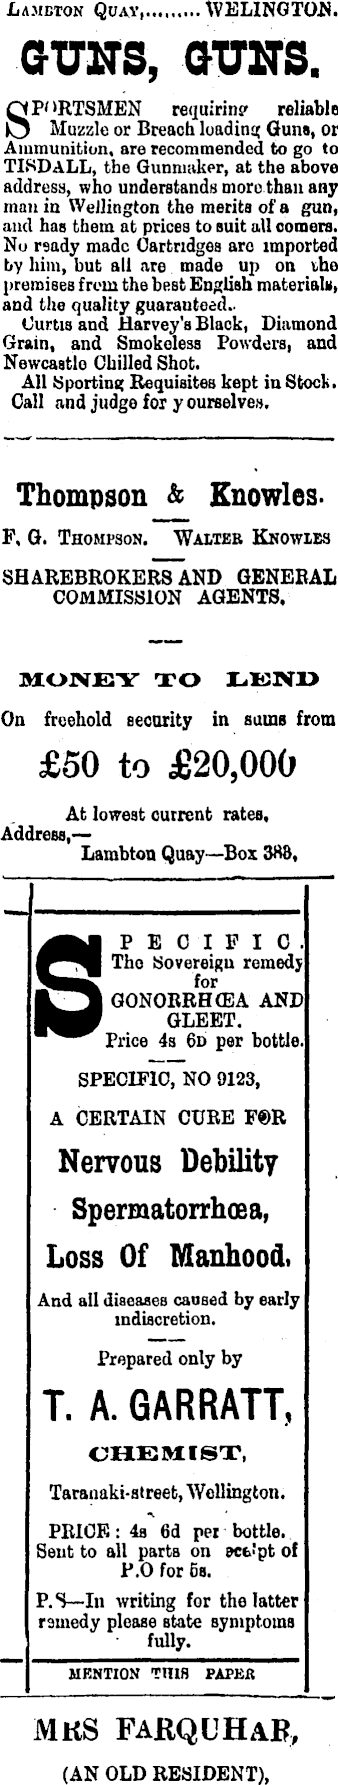 LAMBTON QUAY,......... WELINGTON.
GUNS, GUNS.
SPORTSMEN requiring reliable
Muzzle or Breach loading Guns, or
Ammunition, are recommended to go to
TISDALL, the Gunmaker, at the above
address, who understands more than any
man in Wellington the merits of a gun,
and has them at prices to suit all comers.
No ready made Cartridges are imported
by him, but all are made up on the
premises from the best English materials,
and the quality guaranteed..
Curtis and Harvey's Black, Diamond
Grain, and Smokeless Powders, and
Newcastle Chilled Shot.
All Sporting Requisites kept in Stock.
Call and judge for yourselves.
Thompson & Knowles.
F. G. THOMPSON. WALTER KNOWLES
SHAREBROKERS AND GENERAL
COMMISSION AGENTS.
MONEY TO LEND
On freehold security in sums from
£50 to £20,000
At lowest current rates.
Address,—
Lambton Quay—Box 383.
SPECIFIC.
The Sovereign remedy
for
GONORRHŒA AND
GLEET.
Price 4s 6D per bottle.
SPECIFIC, NO 9123,
A CERTAIN CURE FOR
Nervous Debility
Spermatorrhœa,
Loss Of Manhood.
And all diseases caused by early
indiscretion.
Prepared only by
T. A. GARRATT,
CHEMIST,
Taranaki-street, Wellington.
PRICE: 4s 6d per bottle.
Sent to all parts on receipt of
P.O for 5s.
P.S—In writing for the latter
remedy please state symptoms
fully.
MENTION THIS PAPER
MRS FARQUHAR,
(AN OLD RESIDENT),